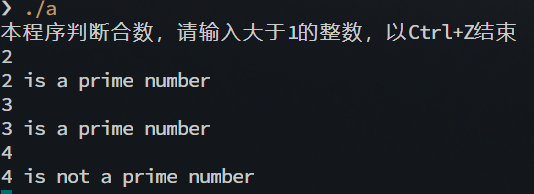 ❯ ./a
本程序判断合数，请输入大于1的整数，以Ctrl+Z结束
2
2 is a prime number
3
3 is a prime number
4
4 is not a prime number